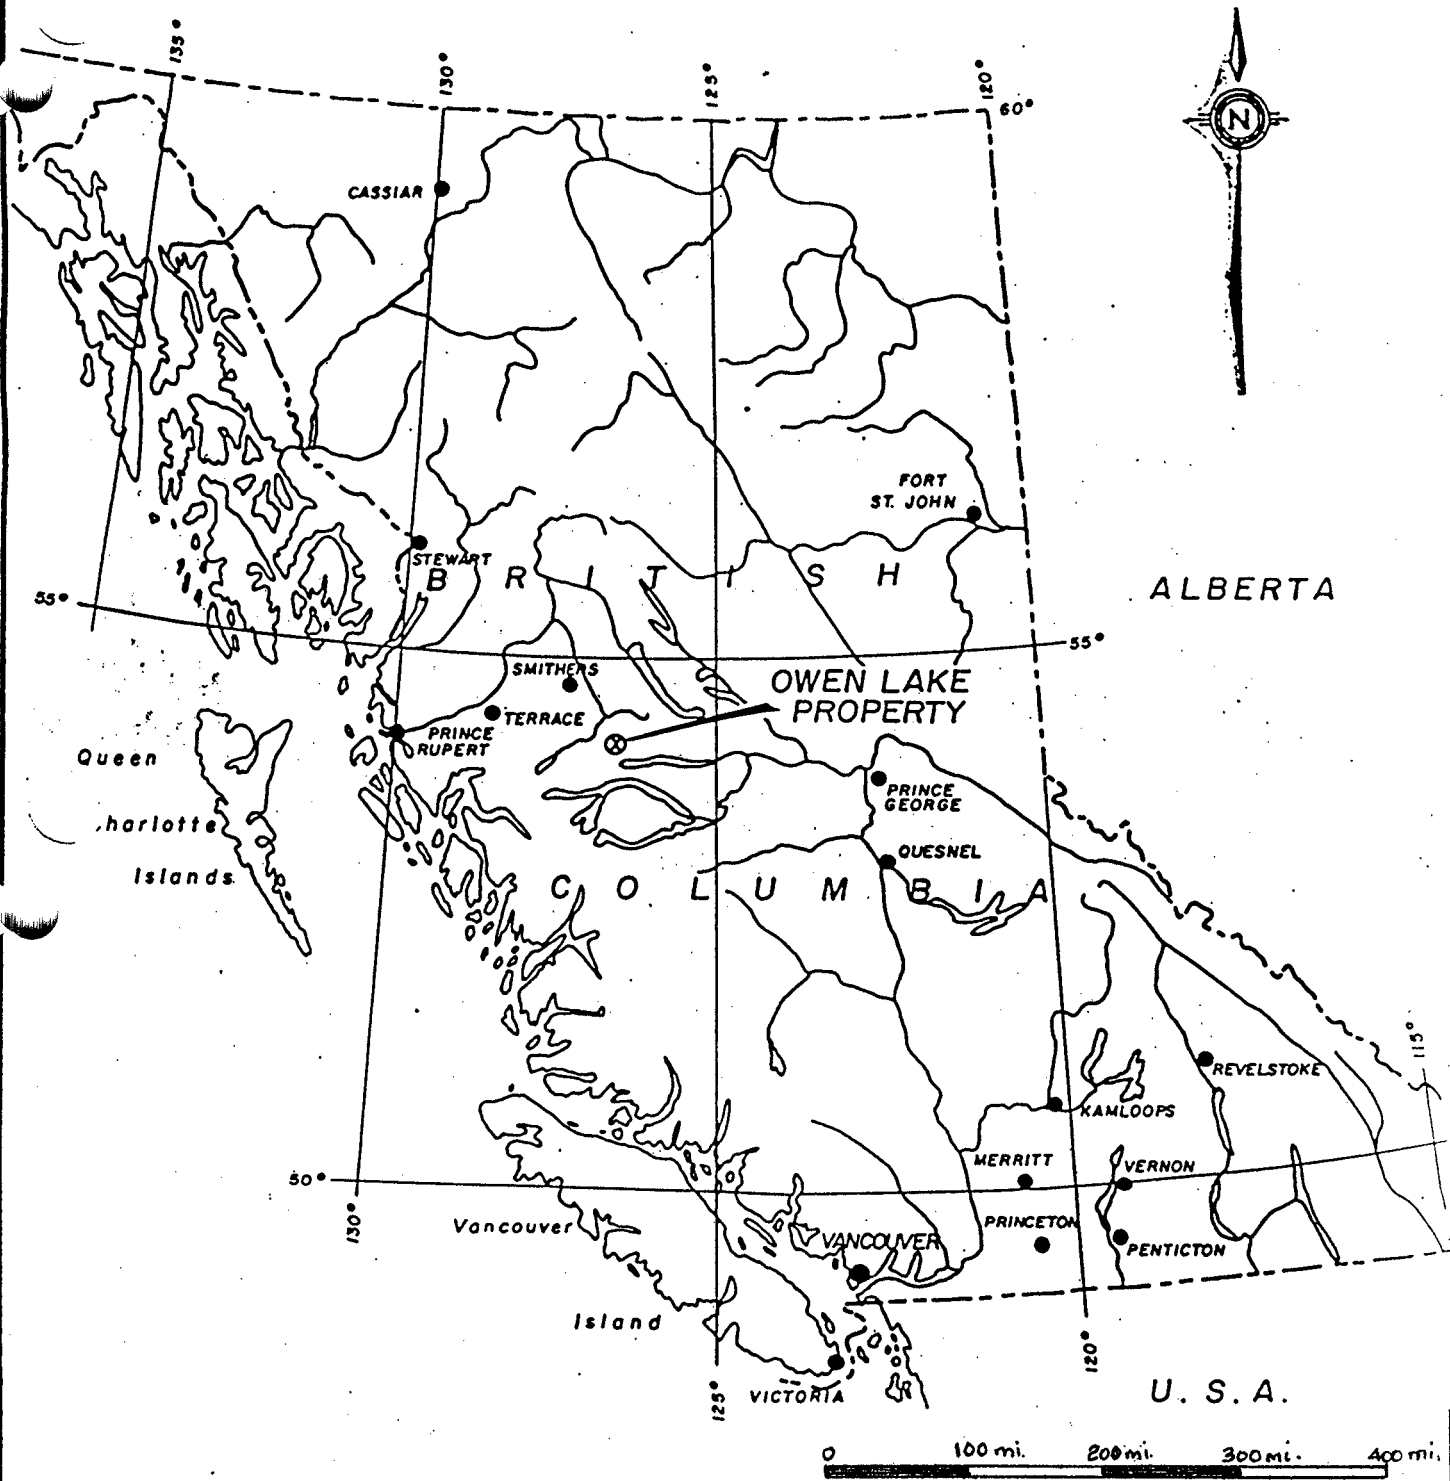 135°
130°
125°
120°
60°
N
CASSIAR
FORT
ST. JOHN
STEWART
BRITISH
ALBERTA
55°
55°
SMITHERS
OWEN LAKE
PROPERTY
TERRACE
PRINCE
RUPERT
Queen
harlotte
Islands
PRINCE
GEORGE
QUESNEL
COLUMBIA
115°
REVELSTOKE
KAMLOOPS
MERRITT
VERNON
50°
130°
Vancouver
PRINCETON
VANCOUVER
PENTICTON
Island
120°
125°
VICTORIA
U.S.A.
0 100 mi. 200 mi. 300 mi. 400 mi.